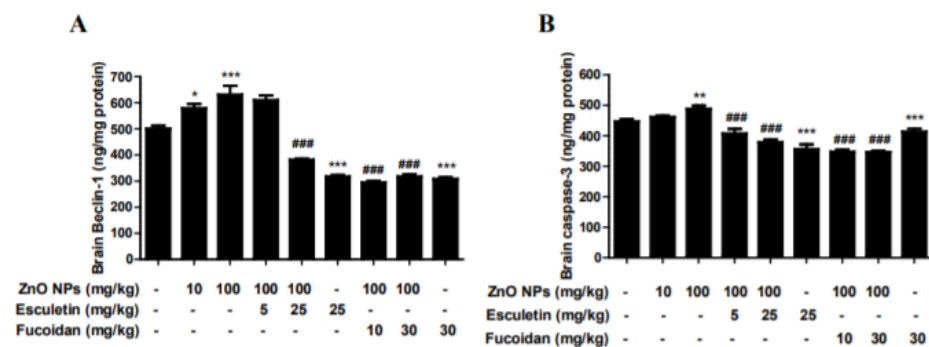 A
Brain Beclin-1 (ng/mg protein)
700
600
500
400
300
200
100
0
* *** ### *** ### ### ***
ZnO NPs (mg/kg) - 10 100 100 100 - 100 100 -
Esculetin (mg/kg) - - - 5 25 25 - - -
Fucoidan (mg/kg) - - - - - - 10 30 30
B
Brain caspase-3 (ng/mg protein)
600
500
400
300
200
100
0
** ### ### *** ### ### ***
ZnO NPs (mg/kg) - 10 100 100 100 - 100 100 -
Esculetin (mg/kg) - - - 5 25 25 - - -
Fucoidan (mg/kg) - - - - - - 10 30 30